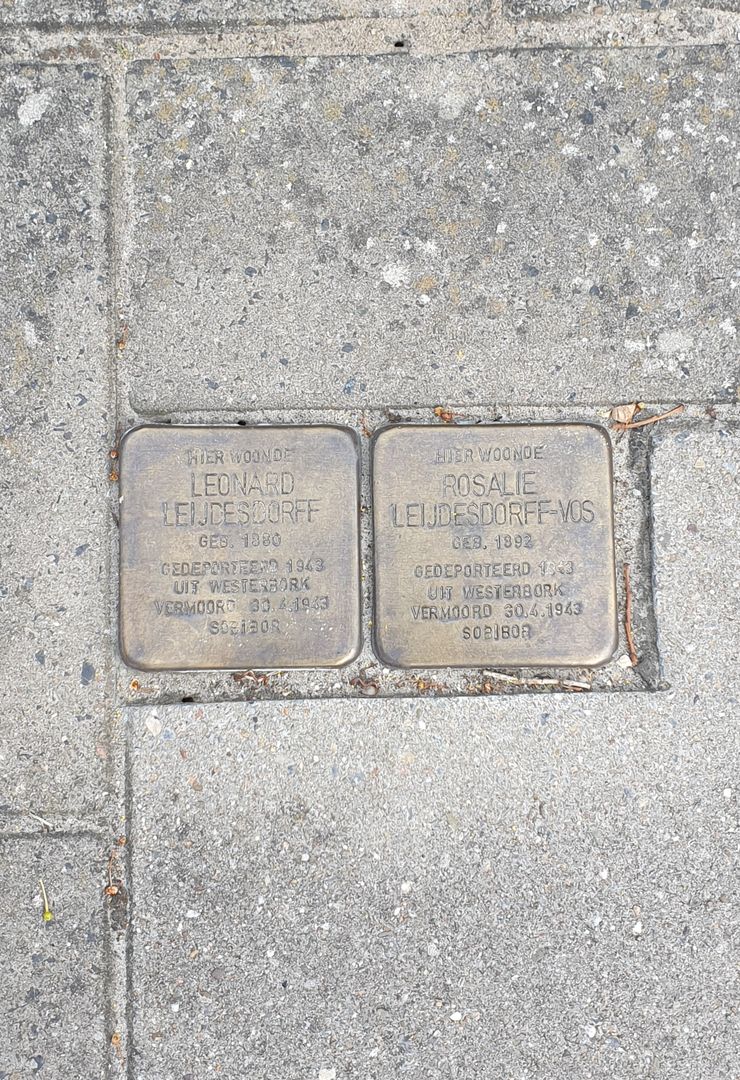 HIER WOONDE
LEONARD
LEIJDESDORFF
GEB. 1880
GEDEPORTEERD 1943
UIT WESTERBORK
VERMOORD 30.4.1943
SOBIBOR
HIER WOONDE
ROSALIE
LEIJDESDORFF-VOS
GEB. 1892
GEDEPORTEERD 1943
UIT WESTERBORK
VERMOORD 30.4.1943
SOBIBOR